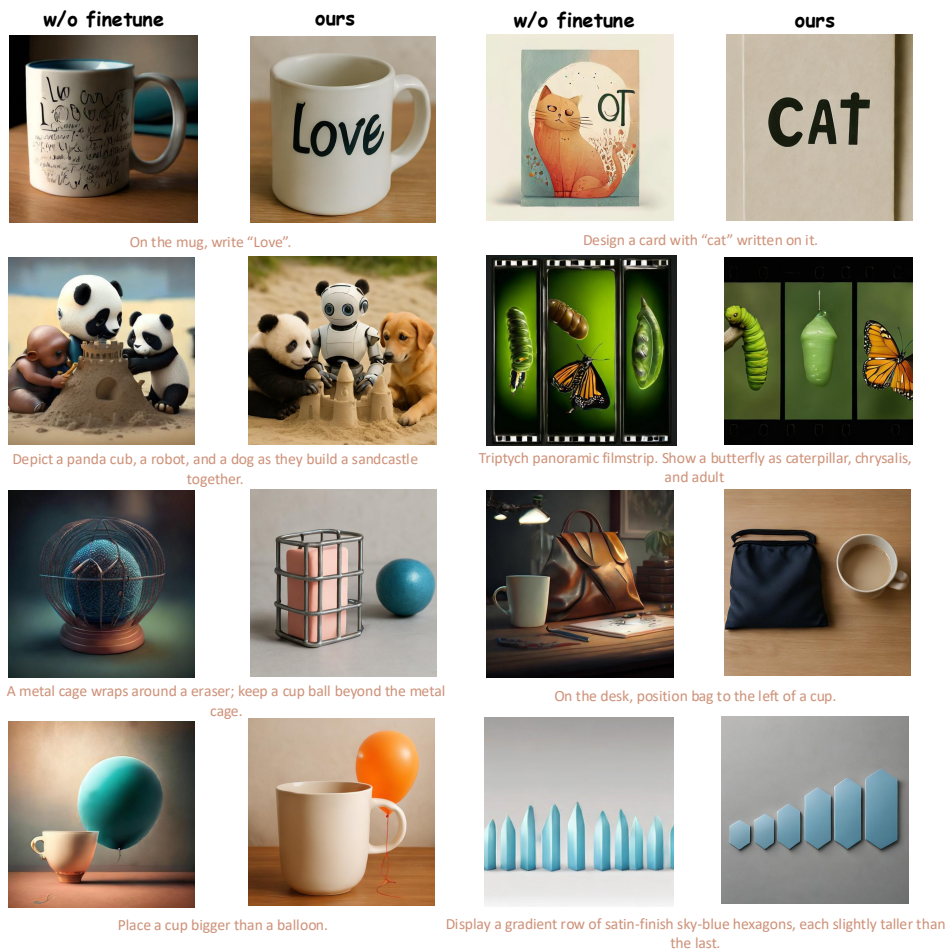 w/o finetune
ours
w/o finetune
ours
Love
OT
CAT
On the mug, write “Love”.
Design a card with “cat” written on it.
Depict a panda cub, a robot, and a dog as they build a sandcastle
together.
Triptych panoramic filmstrip. Show a butterfly as caterpillar, chrysalis,
and adult
A metal cage wraps around a eraser; keep a cup ball beyond the metal
cage.
On the desk, position bag to the left of a cup.
Place a cup bigger than a balloon.
Display a gradient row of satin-finish sky-blue hexagons, each slightly taller than
the last.